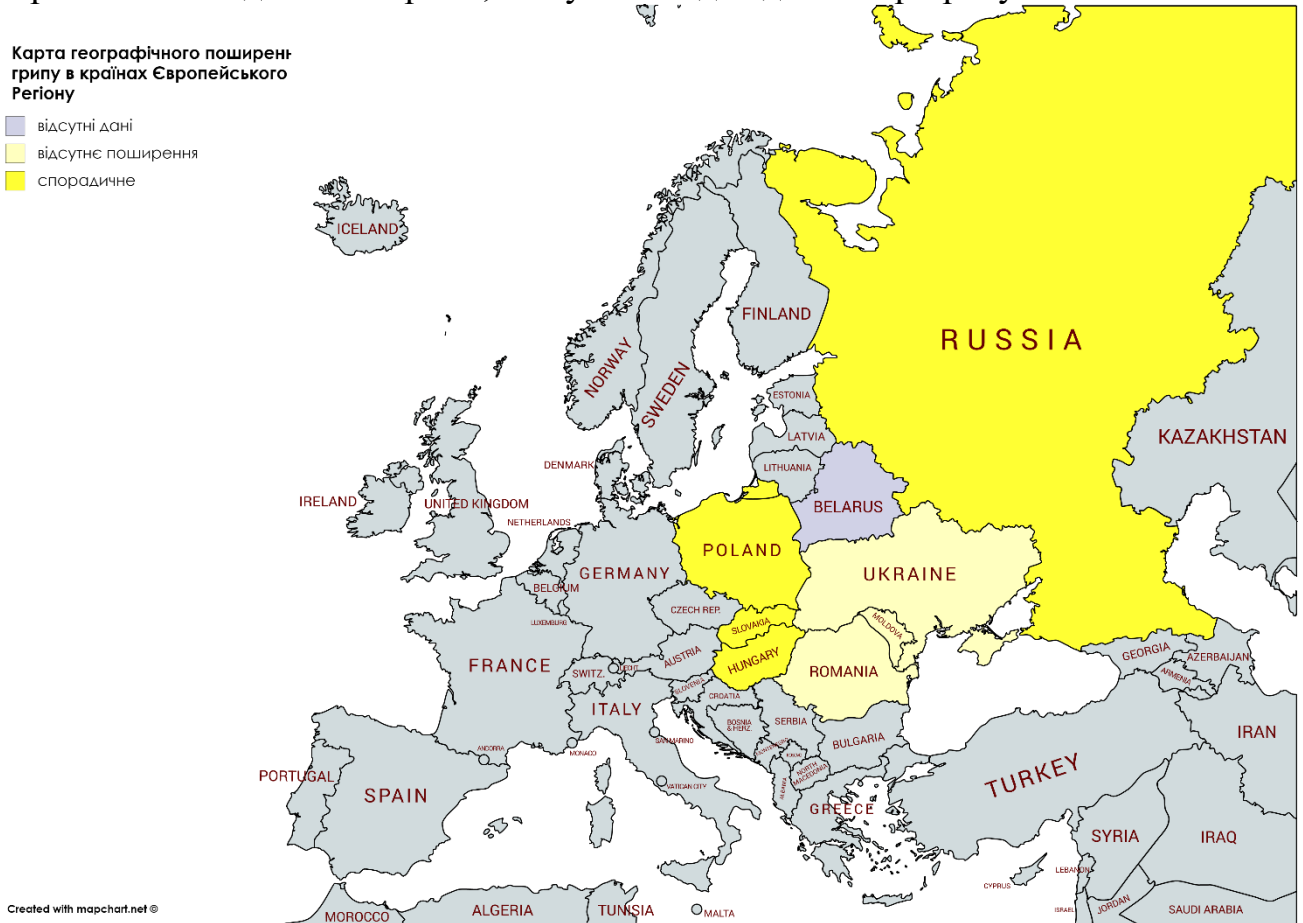 Карта географічного поширенн
грипу в країнах Європейського
Регіону
відсутні дані
відсутнє поширення
спорадичне
ICELAND
FINLAND
RUSSIA
NORWAY
SWEDEN
ESTONIA
LATVIA
KAZAKHSTAN
LITHUANIA
DENMARK
IRELAND
UNITED KINGDOM
BELARUS
NETHERLANDS
POLAND
GERMANY
UKRAINE
BELGIUM
CZECH REP.
LUXEMBURG
SLOVAKIA
MOLDOVA
FRANCE
AUSTRIA
HUNGARY
GEORGIA
AZERBAIJAN
SWITZ.
LIECHT.
ROMANIA
ARMENIA
SLOVENIA
CROATIA
ITALY
BOSNIA
& HERZ.
SERBIA
IRAN
SAN MARINO
BULGARIA
ANDORRA
MONACO
NORTH
MACEDONIA
PORTUGAL
TURKEY
SPAIN
VATICAN CITY
ALBANIA
GREECE
SYRIA
IRAQ
LEBANON
CYPRUS
Created with mapchart.net ©
MOROCCO
ALGERIA
TUNISIA
MALTA
ISRAEL
JORDAN
SAUDI ARABIA